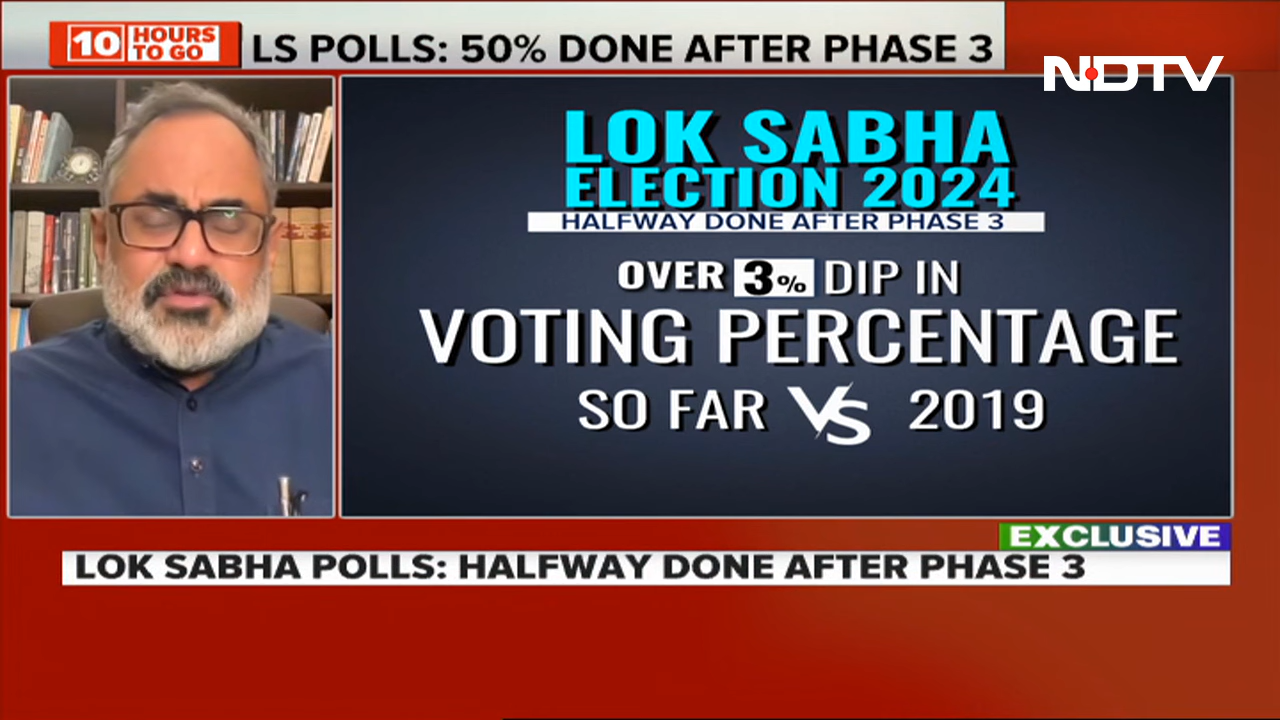 10 HOURS TO GO
LS POLLS: 50% DONE AFTER PHASE 3
NDTV
LOK SABHA
ELECTION 2024
HALFWAY DONE AFTER PHASE 3
OVER 3% DIP IN
VOTING PERCENTAGE
SO FAR VS 2019
EXCLUSIVE
LOK SABHA POLLS: HALFWAY DONE AFTER PHASE 3